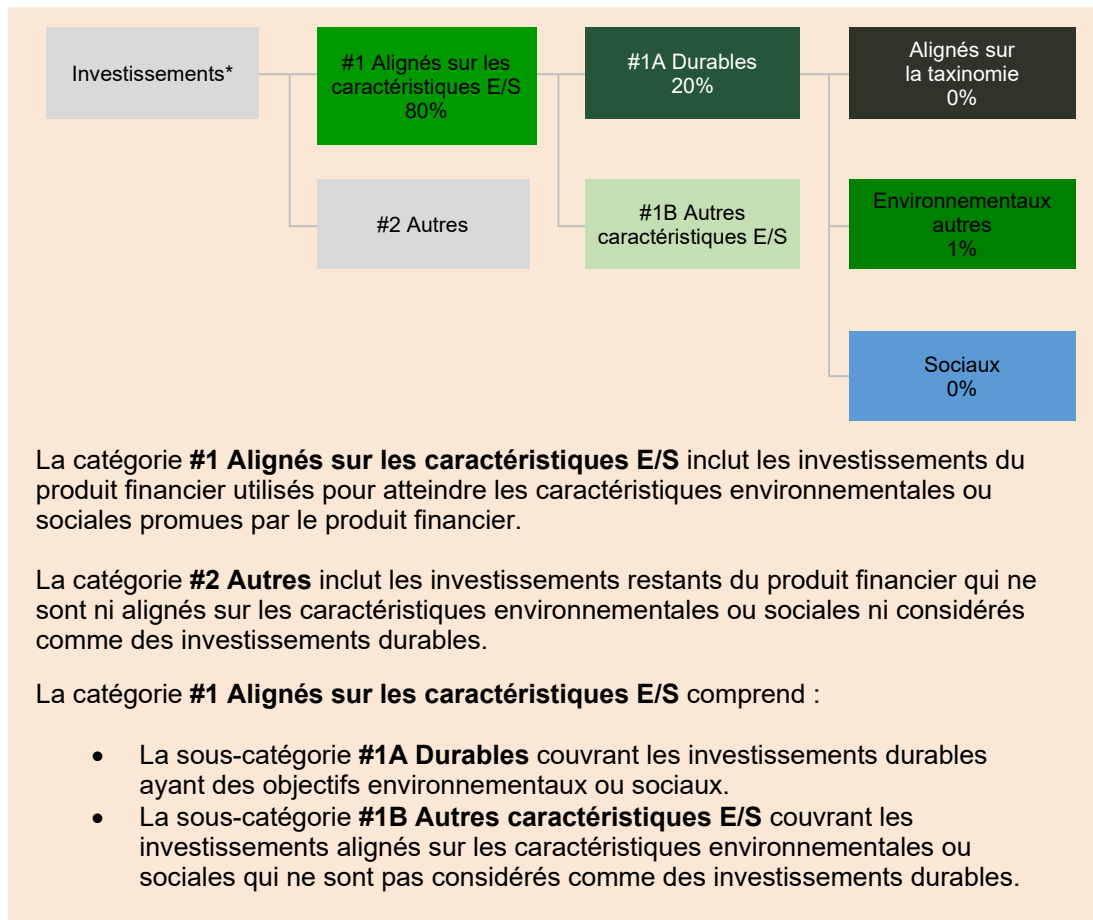 Investissements*
#1 Alignés sur les
caractéristiques E/S
80%
#1A Durables
20%
Alignés sur
la taxinomie
0%
#2 Autres
#1B Autres
caractéristiques E/S
Environnementaux
autres
1%
Sociaux
0%
La catégorie #1 Alignés sur les caractéristiques E/S inclut les investissements du
produit financier utilisés pour atteindre les caractéristiques environnementales ou
sociales promues par le produit financier.
La catégorie #2 Autres inclut les investissements restants du produit financier qui ne
sont ni alignés sur les caractéristiques environnementales ou sociales ni considérés
comme des investissements durables.
La catégorie #1 Alignés sur les caractéristiques E/S comprend :
• La sous-catégorie #1A Durables couvrant les investissements durables
ayant des objectifs environnementaux ou sociaux.
• La sous-catégorie #1B Autres caractéristiques E/S couvrant les
investissements alignés sur les caractéristiques environnementales ou
sociales qui ne sont pas considérés comme des investissements durables.